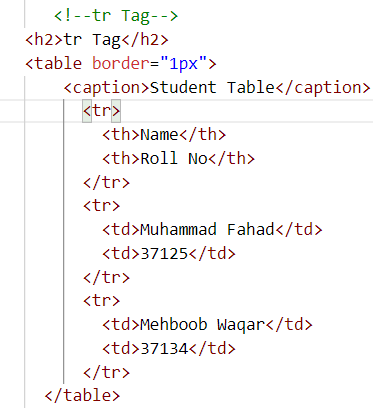 <!--tr Tag-->
<h2>tr Tag</h2>
<table border="1px">
<caption>Student Table</caption>
<tr>
<th>Name</th>
<th>Roll No</th>
</tr>
<tr>
<td>Muhammad Fahad</td>
<td>37125</td>
</tr>
<tr>
<td>Mehboob Waqar</td>
<td>37134</td>
</tr>
</table>